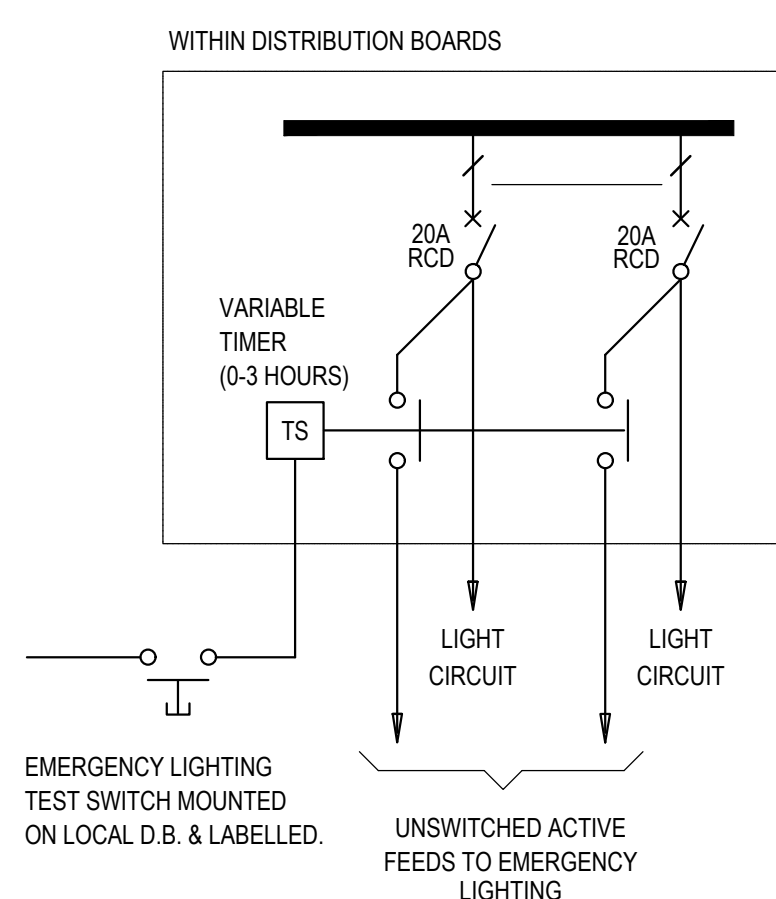 WITHIN DISTRIBUTION BOARDS
20A
RCD
20A
RCD
VARIABLE
TIMER
(0-3 HOURS)
TS
LIGHT
CIRCUIT
LIGHT
CIRCUIT
EMERGENCY LIGHTING
TEST SWITCH MOUNTED
ON LOCAL D.B. & LABELLED.
UNSWITCHED ACTIVE
FEEDS TO EMERGENCY
LIGHTING